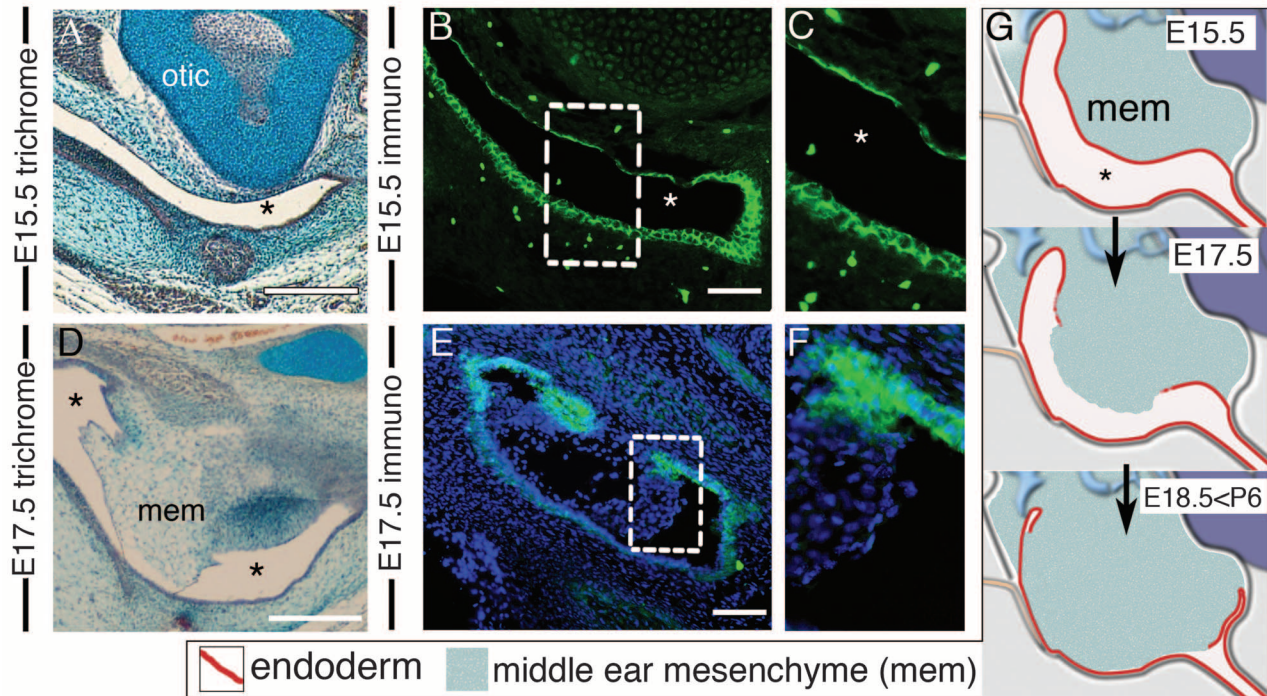 E15.5 trichrome
A
otic
*
E15.5 immuno
B
*
C
*
G
E15.5
mem
*
E17.5
E18.5<P6
E17.5 trichrome
D
*
mem
*
E17.5 immuno
E
F
endoderm
middle ear mesenchyme (mem)